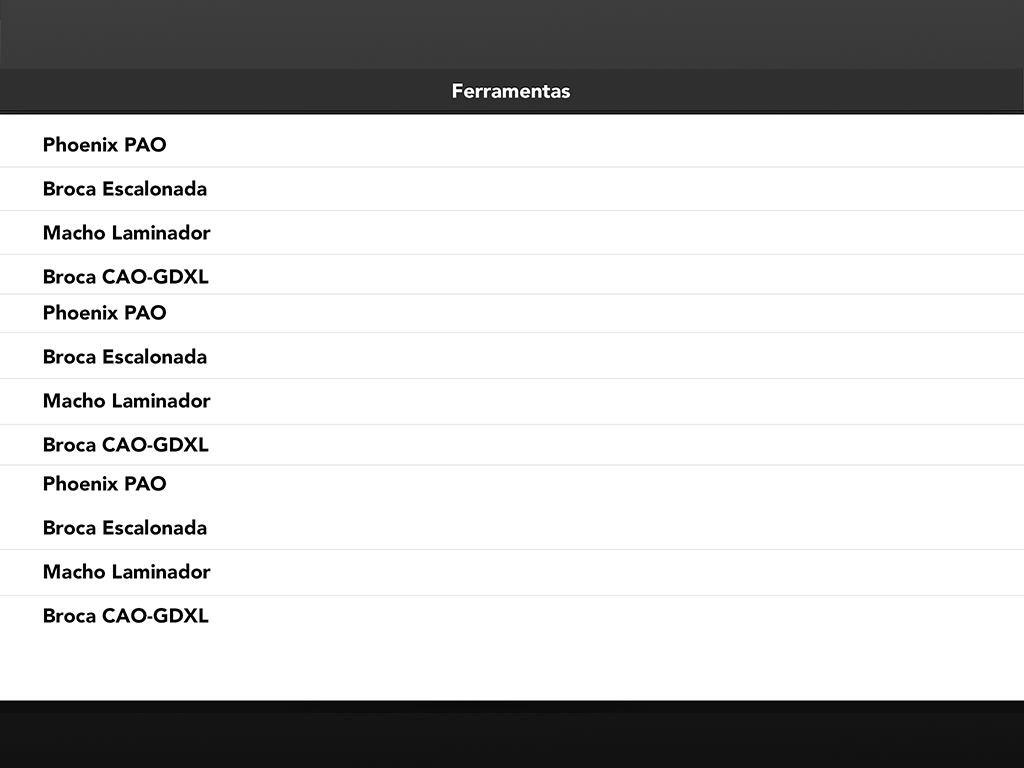 Ferramentas
Phoenix PAO
Broca Escalonada
Macho Laminador
Broca CAO-GDXL
Phoenix PAO
Broca Escalonada
Macho Laminador
Broca CAO-GDXL
Phoenix PAO
Broca Escalonada
Macho Laminador
Broca CAO-GDXL